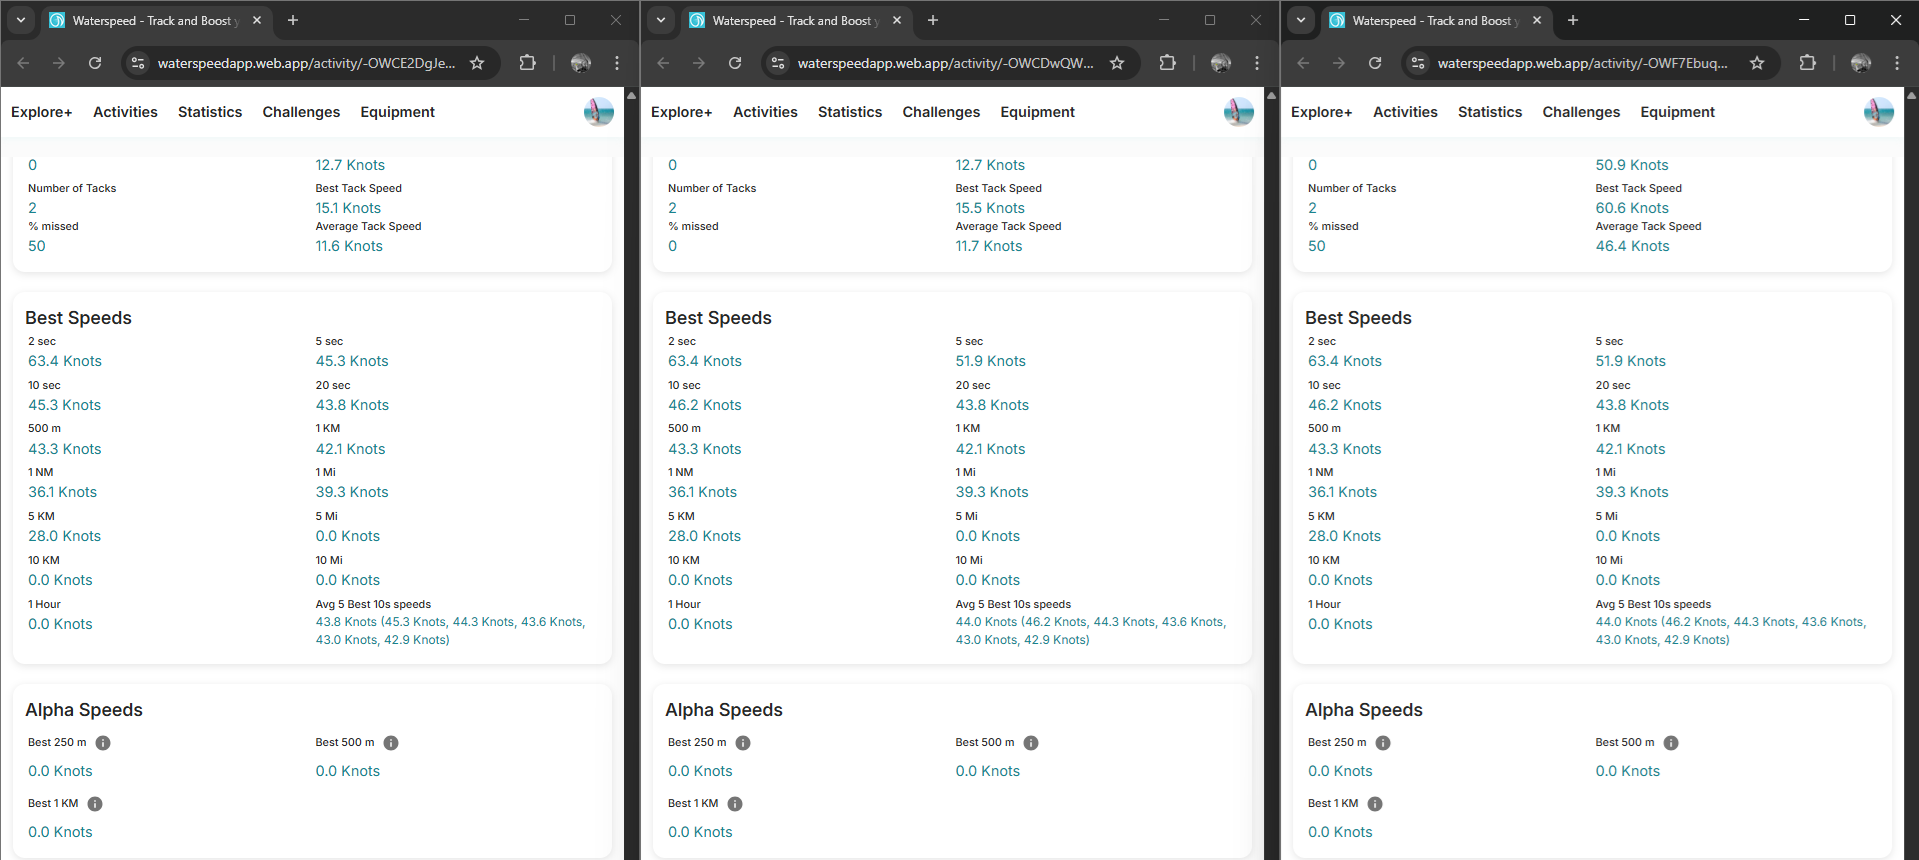 Waterspeed - Track and Boost y
waterspeedapp.web.app/activity/-OWCE2DgJe...
Explore+ Activities Statistics Challenges Equipment
0 12.7 Knots
Number of Tacks Best Tack Speed
2 15.1 Knots
% missed Average Tack Speed
50 11.6 Knots
Best Speeds
2 sec 5 sec
63.4 Knots 45.3 Knots
10 sec 20 sec
45.3 Knots 43.8 Knots
500 m 1 KM
43.3 Knots 42.1 Knots
1 NM 1 Mi
36.1 Knots 39.3 Knots
5 KM 5 Mi
28.0 Knots 0.0 Knots
10 KM 10 Mi
0.0 Knots 0.0 Knots
1 Hour Avg 5 Best 10s speeds
0.0 Knots 43.8 Knots (45.3 Knots, 44.3 Knots, 43.6 Knots,
43.0 Knots, 42.9 Knots)
Alpha Speeds
Best 250 m Best 500 m
0.0 Knots 0.0 Knots
Best 1 KM
0.0 Knots
Waterspeed - Track and Boost y
waterspeedapp.web.app/activity/-OWCDwQW...
Explore+ Activities Statistics Challenges Equipment
0 12.7 Knots
Number of Tacks Best Tack Speed
2 15.5 Knots
% missed Average Tack Speed
0 11.7 Knots
Best Speeds
2 sec 5 sec
63.4 Knots 51.9 Knots
10 sec 20 sec
46.2 Knots 43.8 Knots
500 m 1 KM
43.3 Knots 42.1 Knots
1 NM 1 Mi
36.1 Knots 39.3 Knots
5 KM 5 Mi
28.0 Knots 0.0 Knots
10 KM 10 Mi
0.0 Knots 0.0 Knots
1 Hour Avg 5 Best 10s speeds
0.0 Knots 44.0 Knots (46.2 Knots, 44.3 Knots, 43.6 Knots,
43.0 Knots, 42.9 Knots)
Alpha Speeds
Best 250 m Best 500 m
0.0 Knots 0.0 Knots
Best 1 KM
0.0 Knots
Waterspeed - Track and Boost y
waterspeedapp.web.app/activity/-OWF7Ebuq...
Explore+ Activities Statistics Challenges Equipment
0 50.9 Knots
Number of Tacks Best Tack Speed
2 60.6 Knots
% missed Average Tack Speed
50 46.4 Knots
Best Speeds
2 sec 5 sec
63.4 Knots 51.9 Knots
10 sec 20 sec
46.2 Knots 43.8 Knots
500 m 1 KM
43.3 Knots 42.1 Knots
1 NM 1 Mi
36.1 Knots 39.3 Knots
5 KM 5 Mi
28.0 Knots 0.0 Knots
10 KM 10 Mi
0.0 Knots 0.0 Knots
1 Hour Avg 5 Best 10s speeds
0.0 Knots 44.0 Knots (46.2 Knots, 44.3 Knots, 43.6 Knots,
43.0 Knots, 42.9 Knots)
Alpha Speeds
Best 250 m Best 500 m
0.0 Knots 0.0 Knots
Best 1 KM
0.0 Knots